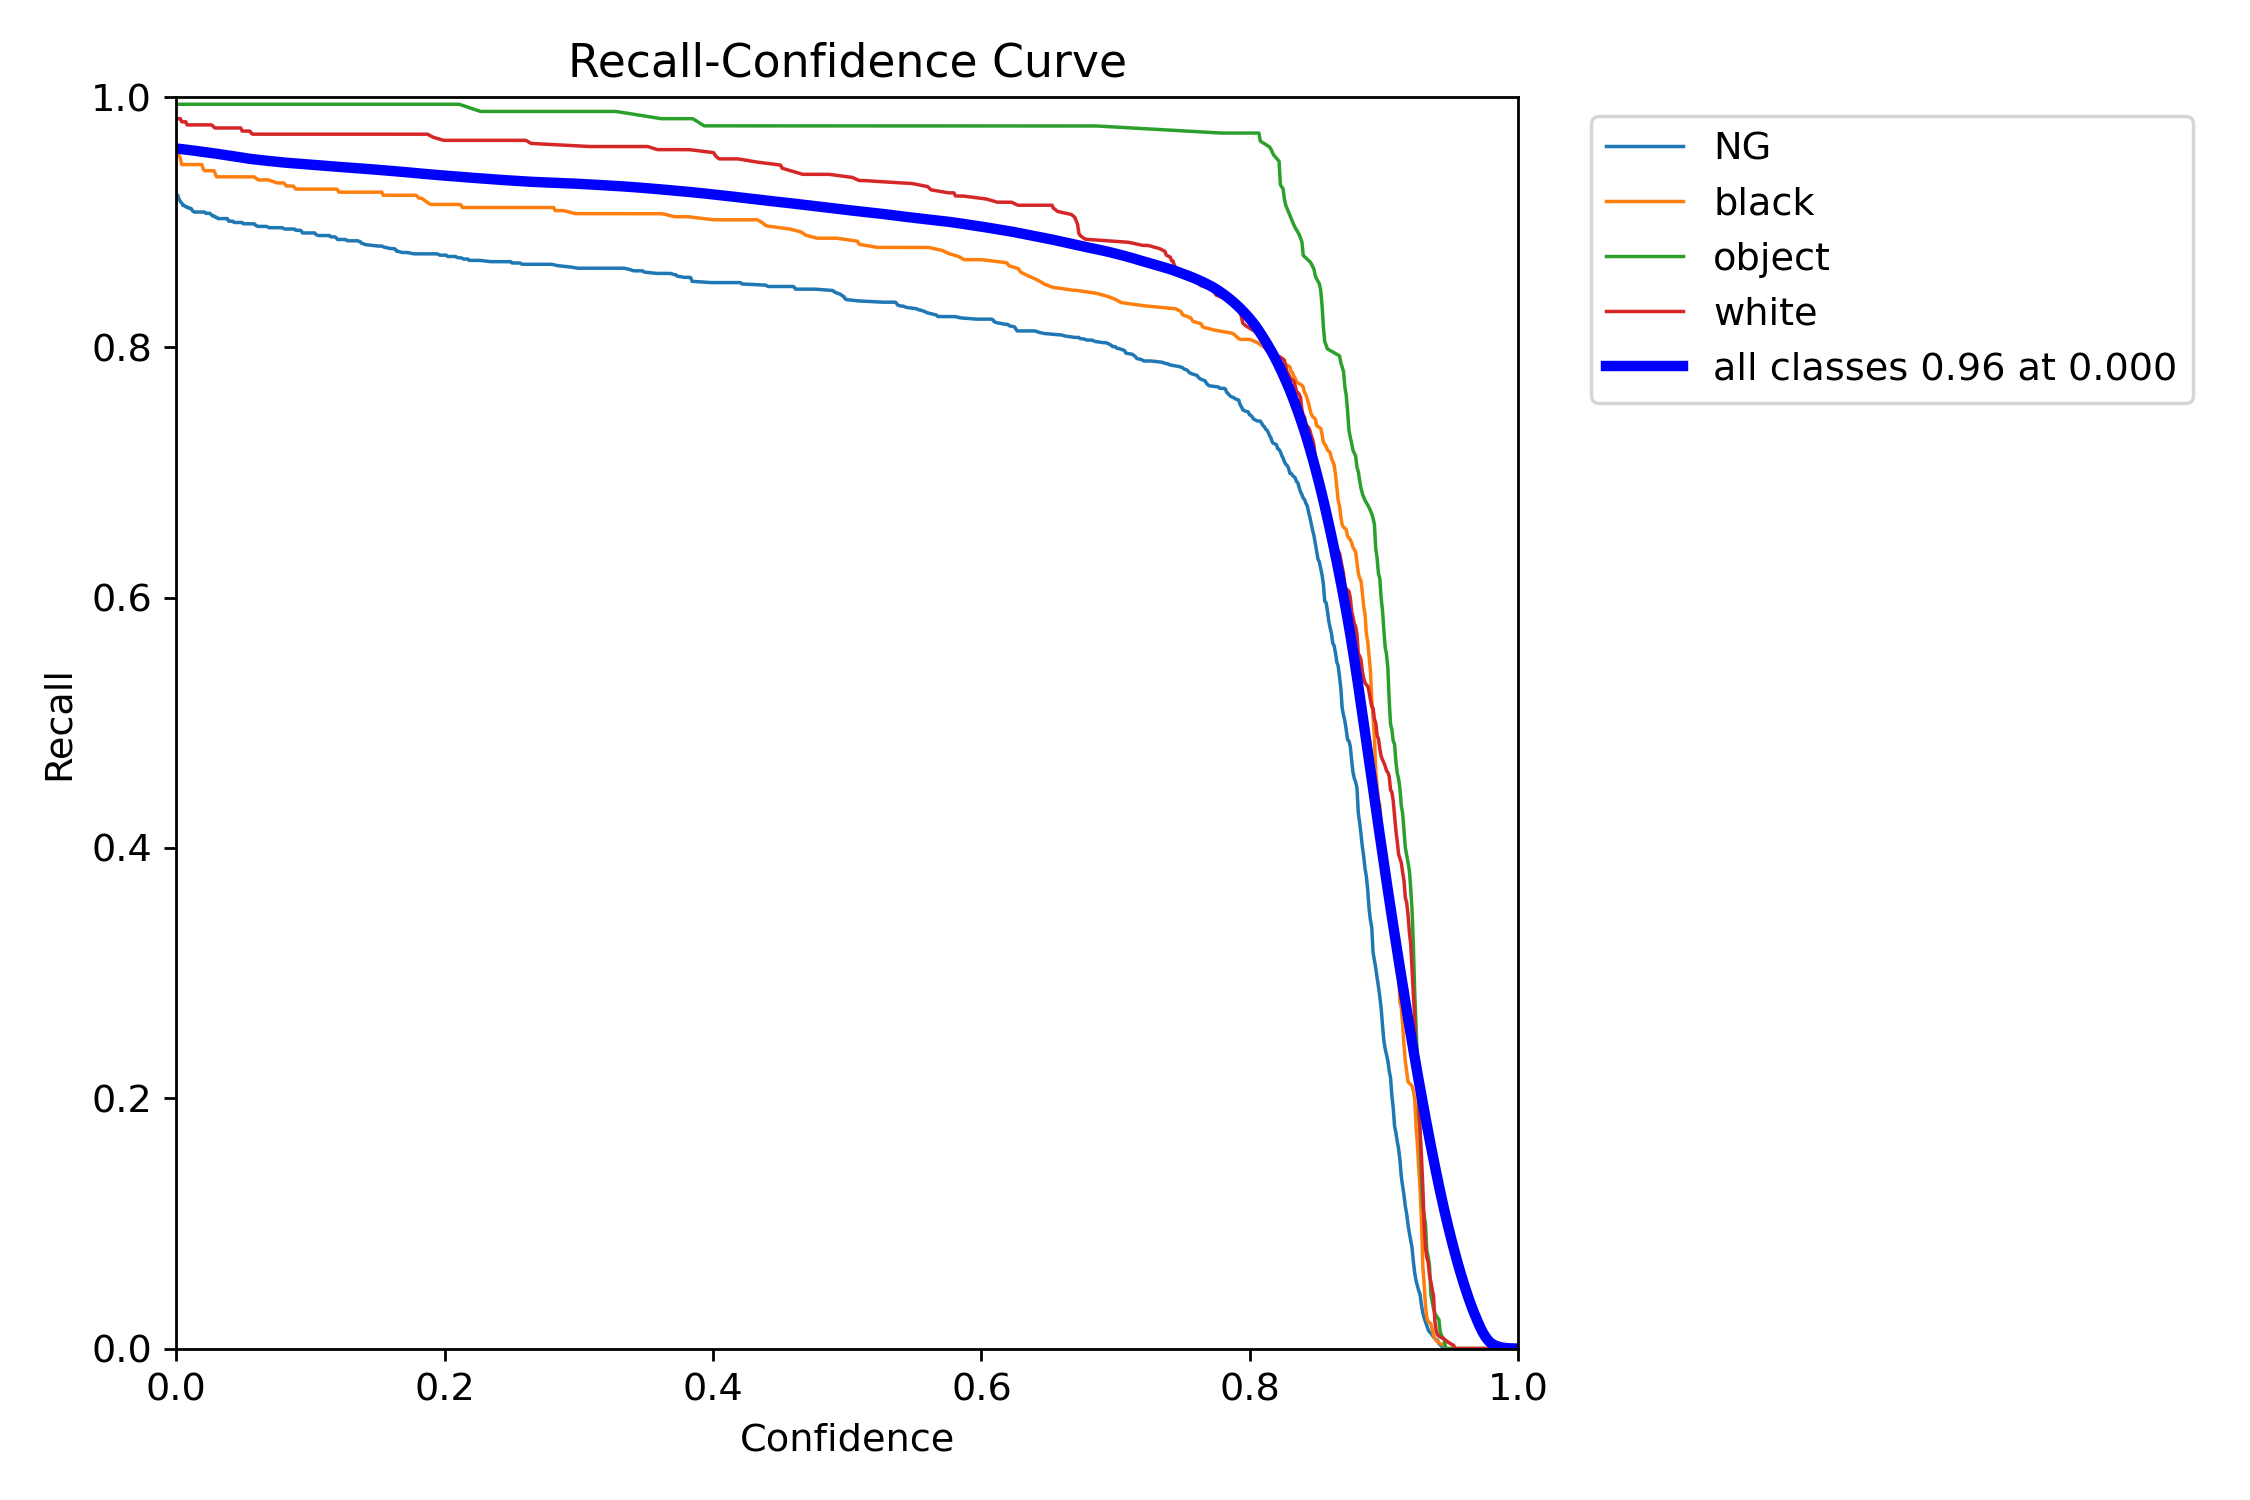 Recall-Confidence Curve
1.0
0.8
0.6
0.4
0.2
0.0
Recall
0.0 0.2 0.4 0.6 0.8 1.0
Confidence
NG
black
object
white
all classes 0.96 at 0.000